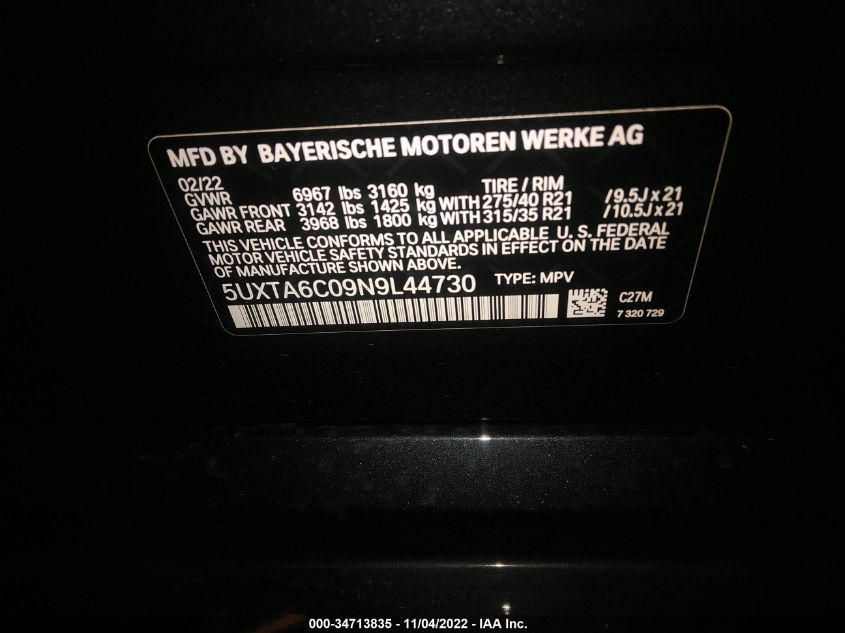 MFD BY BAYERISCHE MOTOREN WERKE AG
02/22 TIRE / RIM
GVWR 6967 lbs 3160 kg
GAWR FRONT 3142 lbs 1425 kg WITH 275/40 R21 /9.5J x 21
GAWR REAR 3968 lbs 1800 kg WITH 315/35 R21 /10.5J x 21
THIS VEHICLE CONFORMS TO ALL APPLICABLE U. S. FEDERAL
MOTOR VEHICLE SAFETY STANDARDS IN EFFECT ON THE DATE
OF MANUFACTURE SHOWN ABOVE.
5UXTA6C09N9L44730 TYPE: MPV
C27M
7 320 729
000-34713835 - 11/04/2022 - IAA Inc.